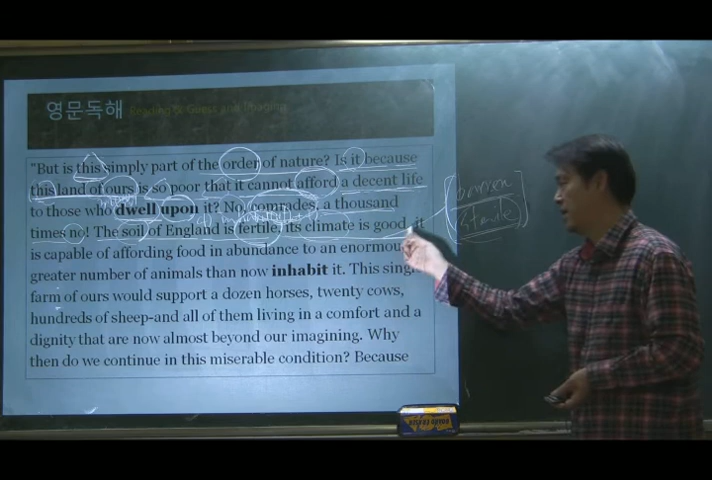 영문독해 Reading & Guess and Imaging
"But is this simply part of the order of nature? Is it because
this land of ours is so poor that it cannot afford a decent life
to those who dwell upon it? No, comrades, a thousand
times no! The soil of England is fertile, its climate is good, it
is capable of affording food in abundance to an enormous
greater number of animals than now inhabit it. This sing
farm of ours would support a dozen horses, twenty cows,
hundreds of sheep-and all of them living in a comfort and a
dignity that are now almost beyond our imagining. Why
then do we continue in this miserable condition? Because
barren
sterile